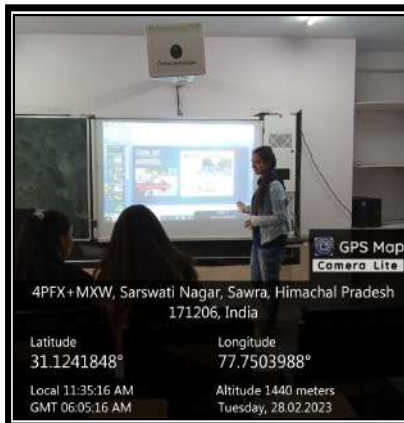 GPS Map
Camera Lite
4PFX+MXW, Sarswati Nagar, Sawra, Himachal Pradesh
171206, India
Latitude
31.1241848°
Longitude
77.7503988°
Local 11:35:16 AM
GMT 06:05:16 AM
Altitude 1440 meters
Tuesday, 28.02.2023